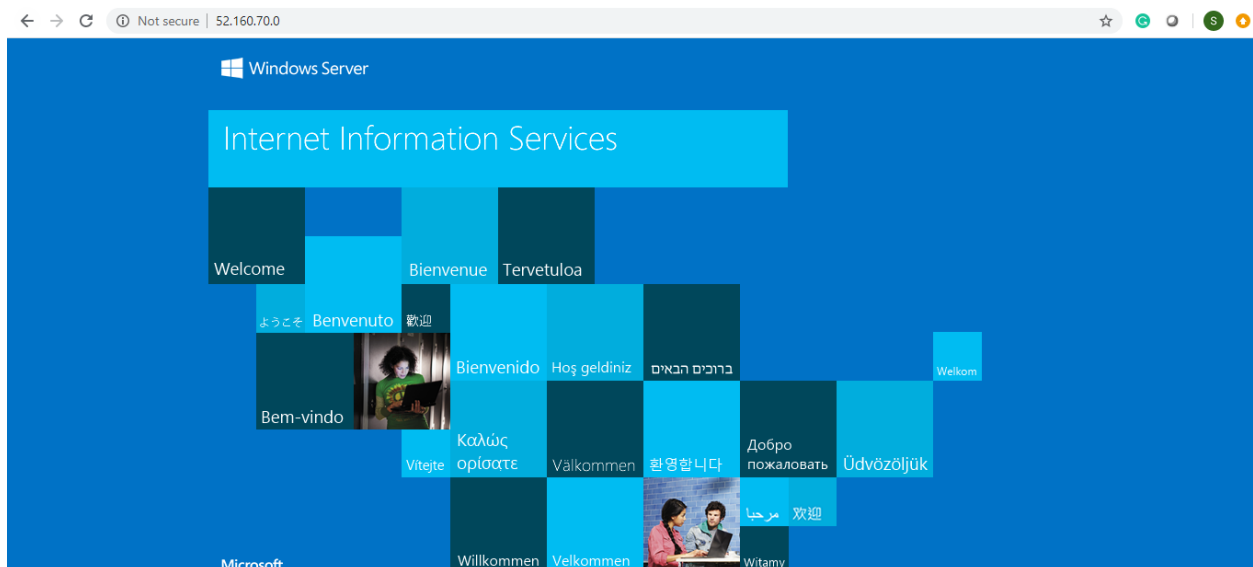 Not secure
52.160.70.0
S
Windows Server
Internet Information Services
Welcome
Bienvenue
Tervetuloa
ようこそ
Benvenuto
歡迎
Bienvenido
Hoş geldiniz
ברוכים הבאים
Welkom
Bem-vindo
Vítejte
Καλώς
ορίσατε
Välkommen
환영합니다
Добро
пожаловать
Üdvözöljük
مرحبا
欢迎
Willkommen
Velkommen
Witamy
Microsoft